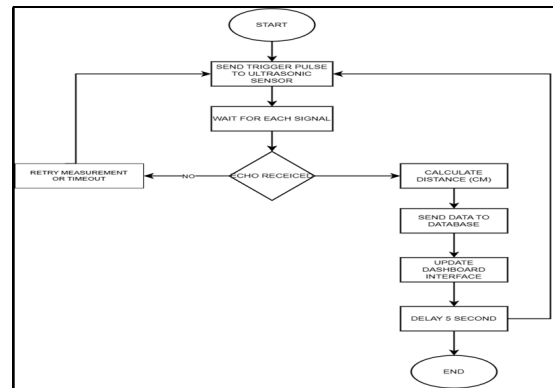 START
SEND TRIGGER PULSE
TO ULTRASONIC
SENSOR
WAIT FOR EACH SIGNAL
RETRY MEASUREMENT
OR TIMEOUT
NO
ECHO RECEICED
CALCULATE
DISTANCE (CM)
SEND DATA TO
DATABASE
UPDATE
DASHBOARD
INTERFACE
DELAY 5 SECOND
END